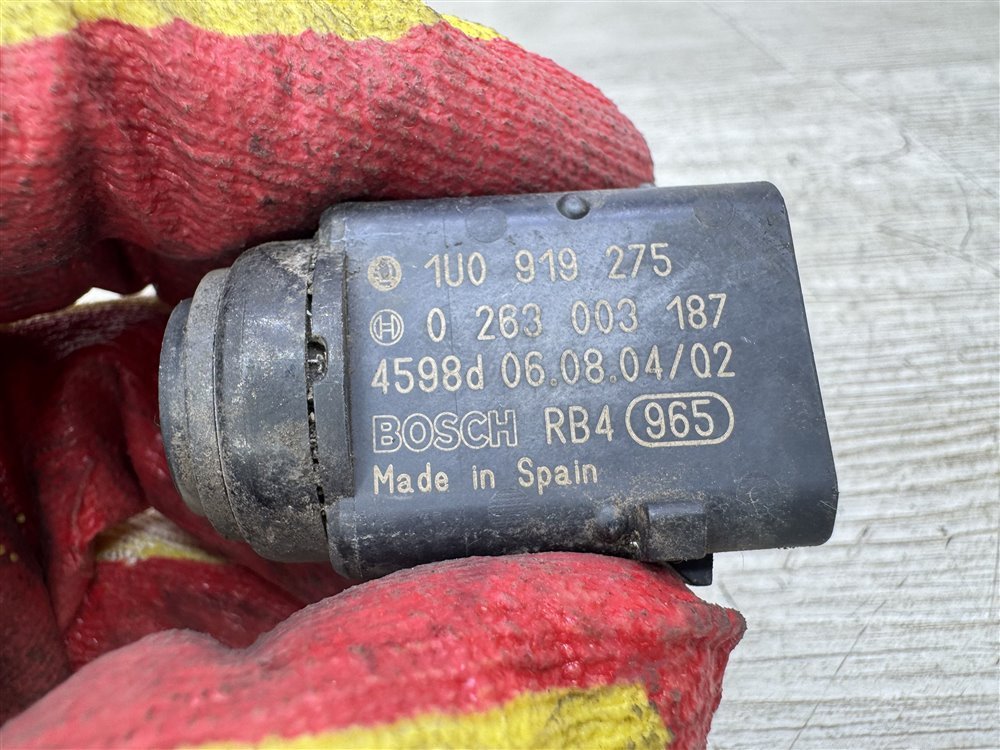 1U0 919 275
0 263 003 187
4598d 06.08.04/02
BOSCH RB4 965
Made in Spain